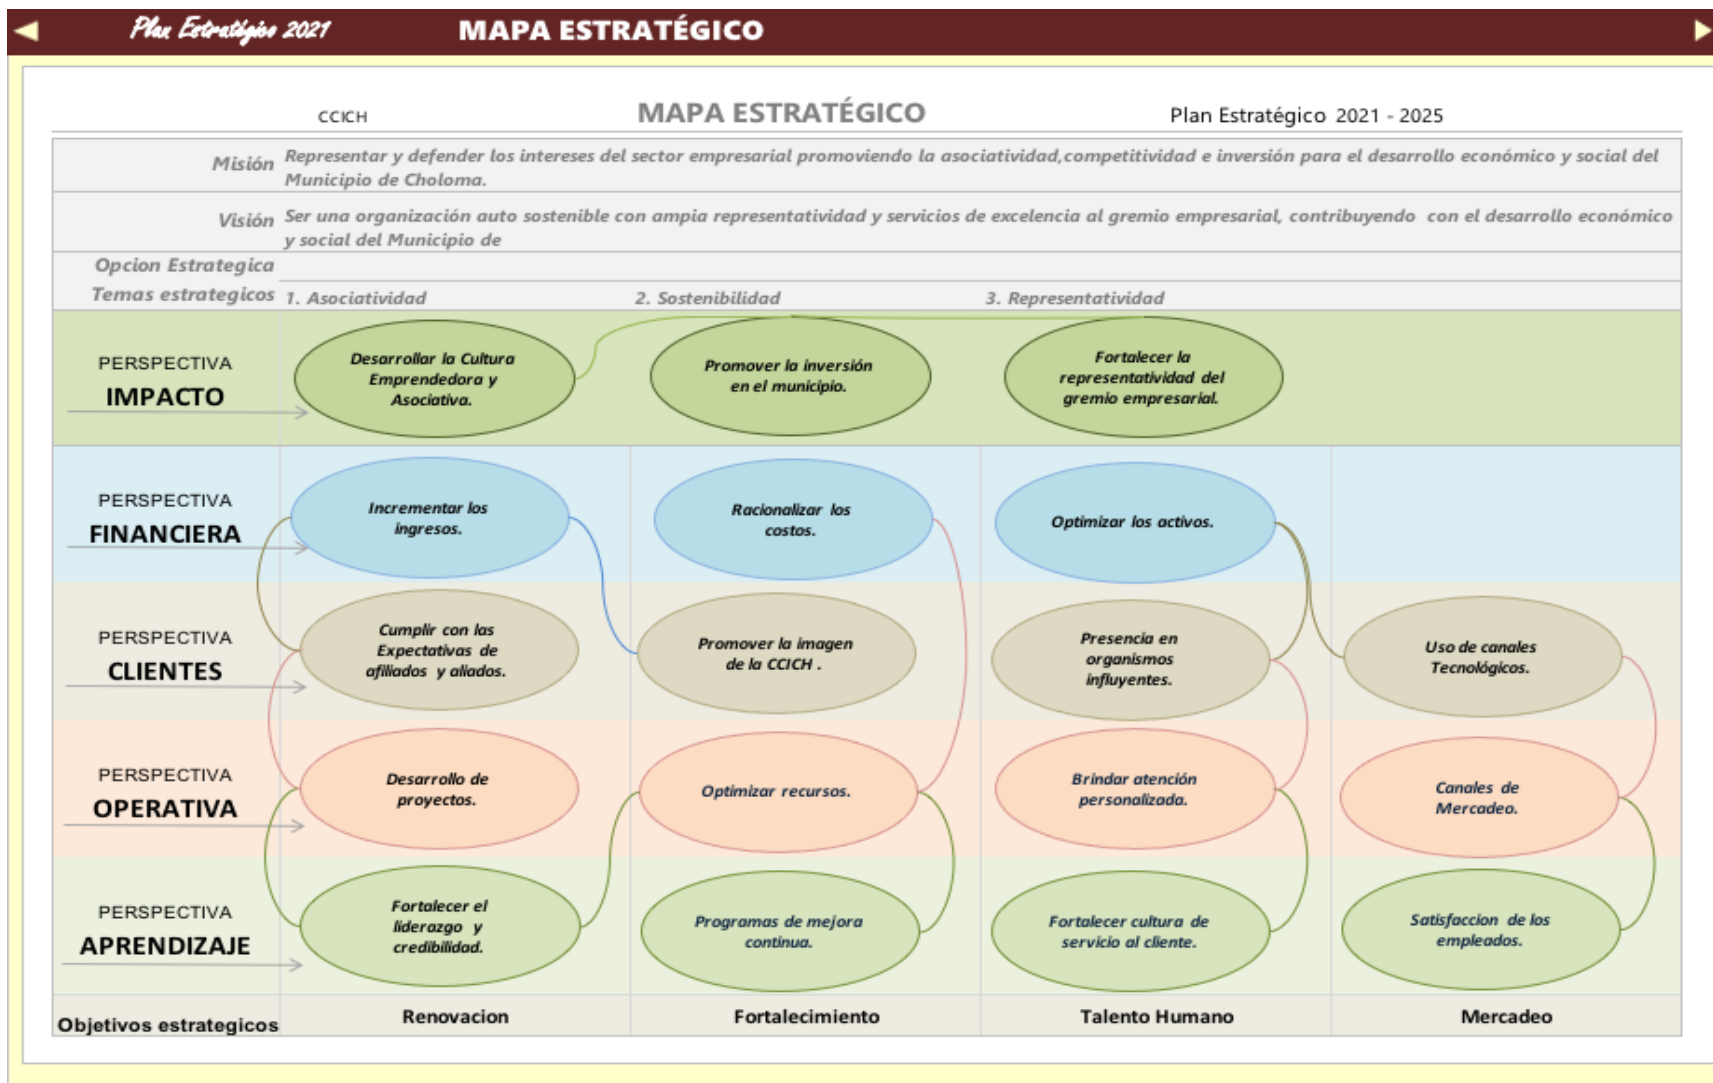 Plan Estratégico 2021
MAPA ESTRATÉGICO
CCICH
MAPA ESTRATÉGICO
Plan Estratégico 2021 - 2025
Misión
Representar y defender los intereses del sector empresarial promoviendo la asociatividad,competitividad e inversión para el desarrollo económico y social del
Municipio de Choloma.
Visión
Ser una organización auto sostenible con ampia representatividad y servicios de excelencia al gremio empresarial, contribuyendo con el desarrollo económico
y social del Municipio de
Opcion Estrategica
Temas estrategicos
1. Asociatividad
2. Sostenibilidad
3. Representatividad
PERSPECTIVA
IMPACTO
Desarrollar la Cultura
Emprendedora y
Asociativa.
Promover la inversión
en el municipio.
Fortalecer la
representatividad del
gremio empresarial.
PERSPECTIVA
FINANCIERA
Incrementar los
ingresos.
Racionalizar los
costos.
Optimizar los activos.
PERSPECTIVA
CLIENTES
Cumplir con las
Expectativas de
afiliados y aliados.
Promover la imagen
de la CCICH .
Presencia en
organismos
influyentes.
Uso de canales
Tecnológicos.
PERSPECTIVA
OPERATIVA
Desarrollo de
proyectos.
Optimizar recursos.
Brindar atención
personalizada.
Canales de
Mercadeo.
PERSPECTIVA
APRENDIZAJE
Fortalecer el
liderazgo y
credibilidad.
Programas de mejora
continua.
Fortalecer cultura de
servicio al cliente.
Satisfaccion de los
empleados.
Objetivos estrategicos
Renovacion
Fortalecimiento
Talento Humano
Mercadeo